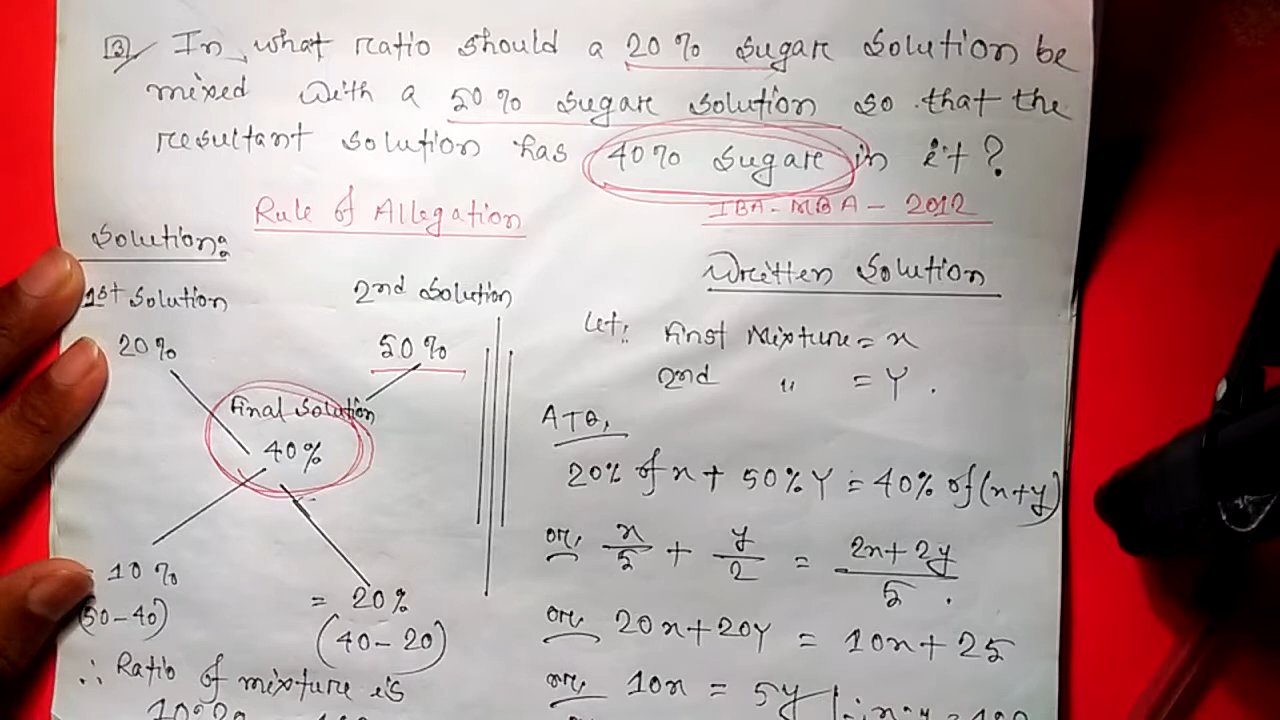 3 In what ratio should a 20% sugar solution be
mixed with a 50% sugar solution so that the
resultant solution has 40% sugar in it ?
Rule of Allegation
IBA-MBA-2012
Solution:
1st Solution
2nd Solution
20%
50%
Final Solution
40%
= 10%
(50-40)
= 20%
(40-20)
∴ Ratio of mixture is
Written Solution
Let: First Mixture = x
2nd " = Y.
ATQ,
20% of x + 50% Y = 40% of (x+y)
or, x/5 + y/2 = 2x+2y/5.
or, 20x+20Y = 10x+25
or, 10x = 5y